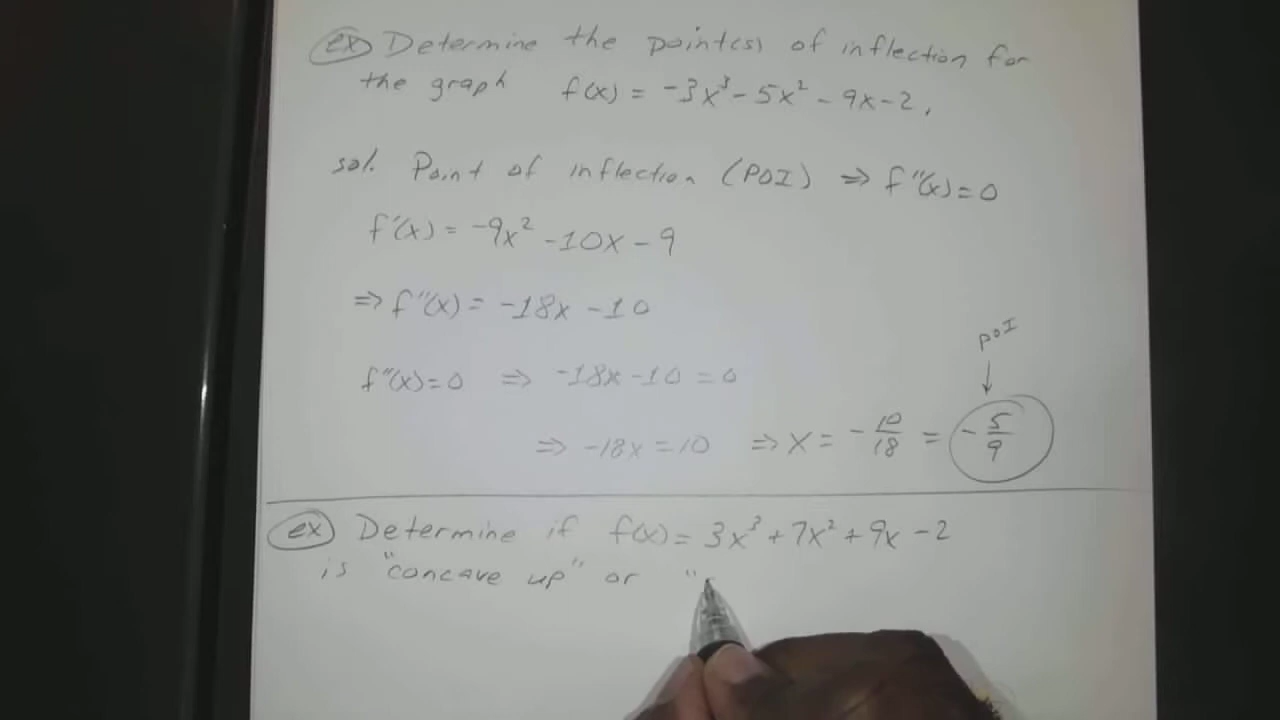 ex Determine the point(s) of inflection for
the graph f(x) = -3x³ - 5x² - 9x - 2.
sol. Point of inflection (POI) ⇒ f''(x) = 0
f'(x) = -9x² - 10x - 9
⇒ f''(x) = -18x - 10
POI
↓
f''(x) = 0 ⇒ -18x - 10 = 0
⇒ -18x = 10 ⇒ x = -10/18 = -5/9
ex Determine if f(x) = 3x³ + 7x² + 9x - 2
is "concave up" or "